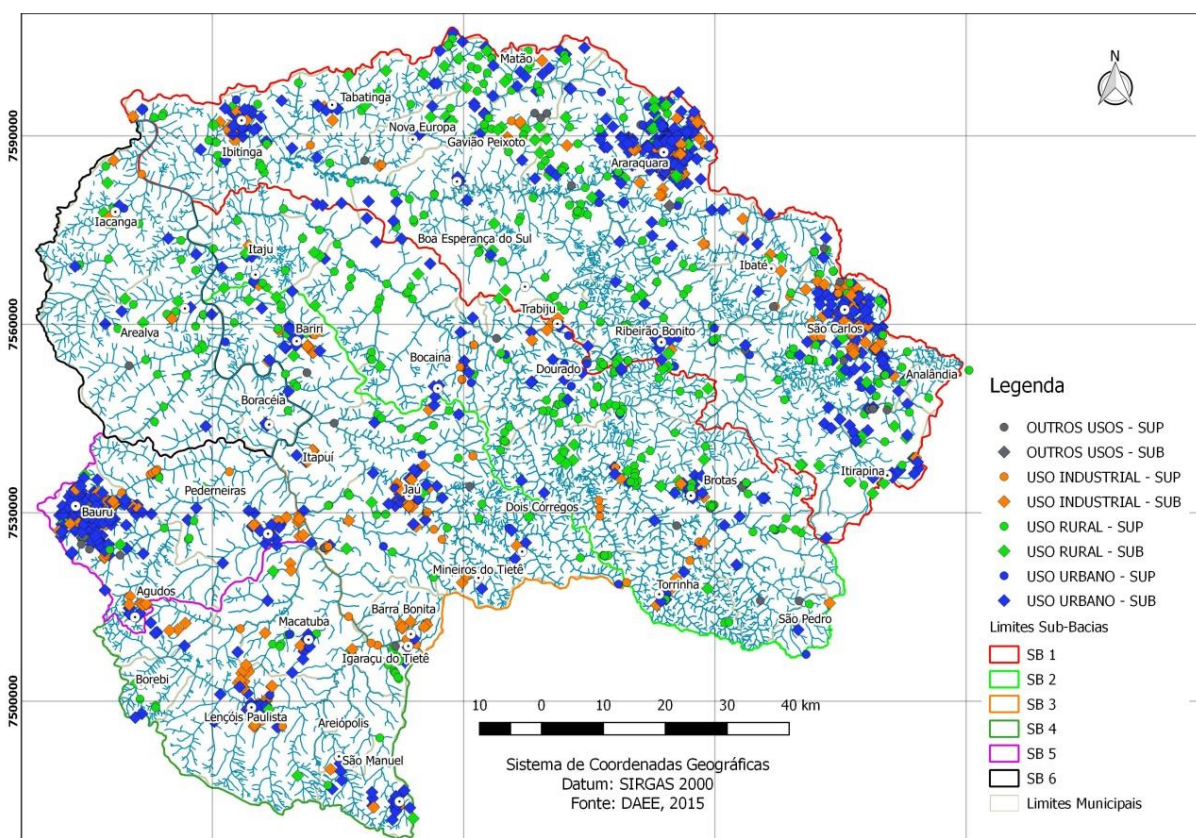 N
Matão
Tabatinga
Nova Europa
Gavião Peixoto
7590000
Ibitinga
Araraquara
Iacanga
Itaju
Boa Esperança do Sul
Ibaté
7560000
Arealva
Bariri
Trabiju
Ribeirão Bonito
São Carlos
Bocaina
Dourado
Analândia
Boracéia
Itapuí
Itirapina
Pederneiras
Jaú
Brotas
7530000
Bauru
Dois Córregos
Mineiros do Tietê
Torrinha
Agudos
Barra Bonita
São Pedro
Macatuba
Igaraçu do Tietê
Borebi
7500000
Lençóis Paulista
Areiópolis
São Manuel
10 0 10 20 30 40 km
Sistema de Coordenadas Geográficas
Datum: SIRGAS 2000
Fonte: DAEE, 2015
Legenda
OUTROS USOS - SUP
OUTROS USOS - SUB
USO INDUSTRIAL - SUP
USO INDUSTRIAL - SUB
USO RURAL - SUP
USO RURAL - SUB
USO URBANO - SUP
USO URBANO - SUB
Limites Sub-Bacias
SB 1
SB 2
SB 3
SB 4
SB 5
SB 6
Limites Municipais